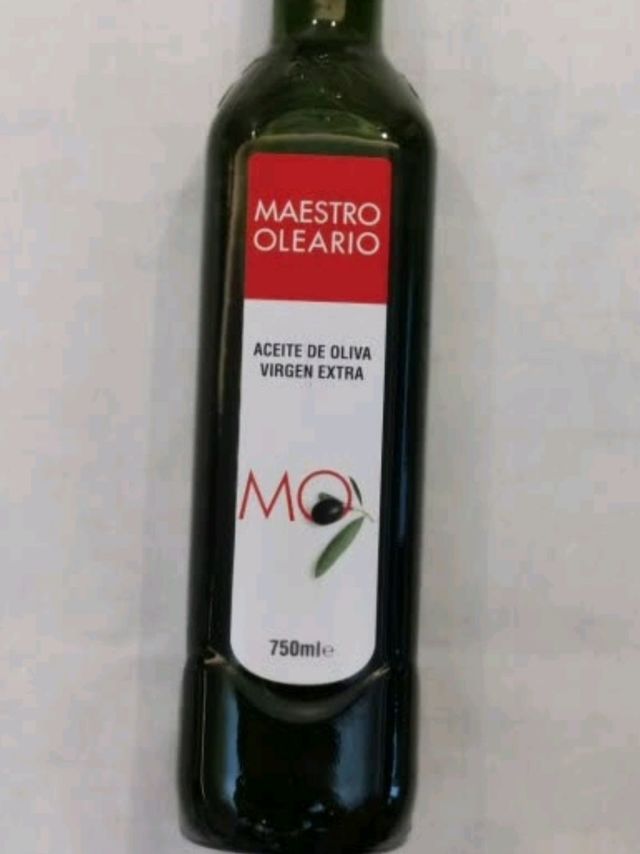 MAESTRO
OLEARIO
ACEITE DE OLIVA
VIRGEN EXTRA
MO
750ml℮